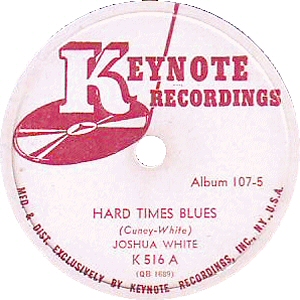 KEYNOTE
RECORDINGS
Album 107-5
HARD TIMES BLUES
(Cuney-White)
JOSHUA WHITE
K 516 A
(QB 1689)
MFD. & DIST. EXCLUSIVELY BY KEYNOTE RECORDINGS, INC., N.Y., U.S.A.